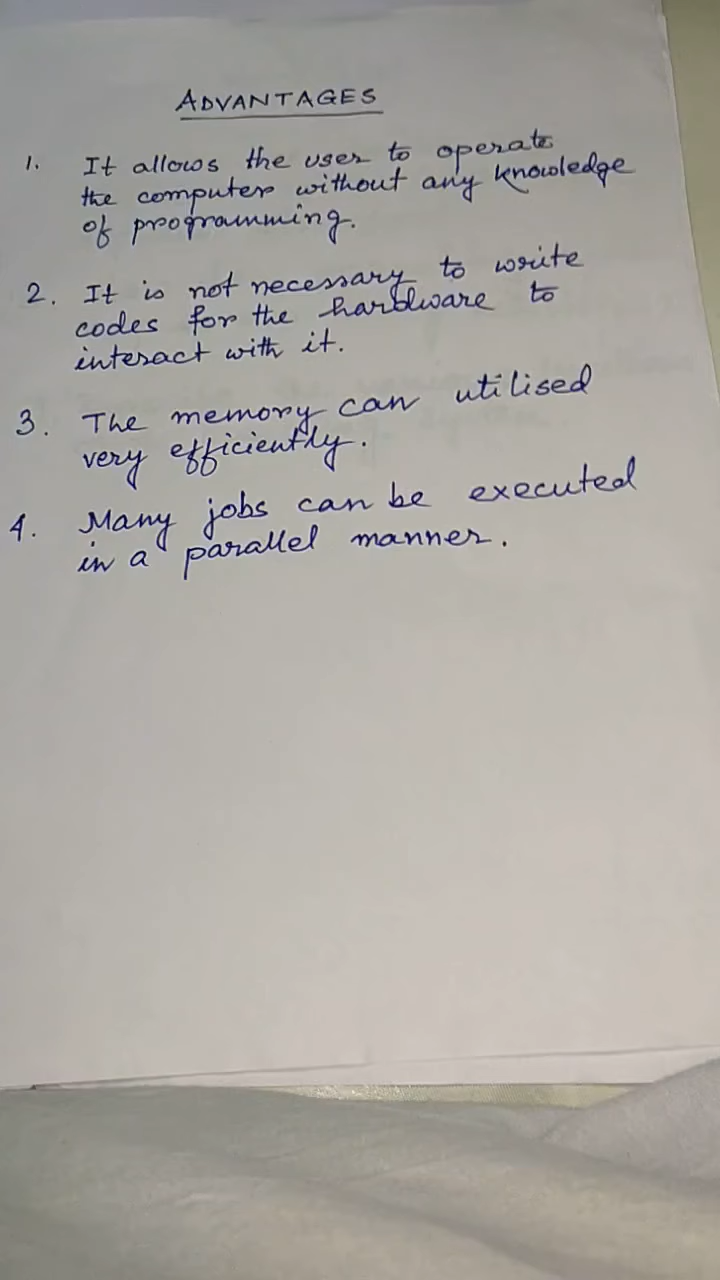 ADVANTAGES
1. It allows the user to operate
the computer without any knowledge
of programming.
2. It is not necessary to write
codes for the hardware to
interact with it.
3. The memory can utilised
very efficiently.
4. Many jobs can be executed
in a parallel manner.